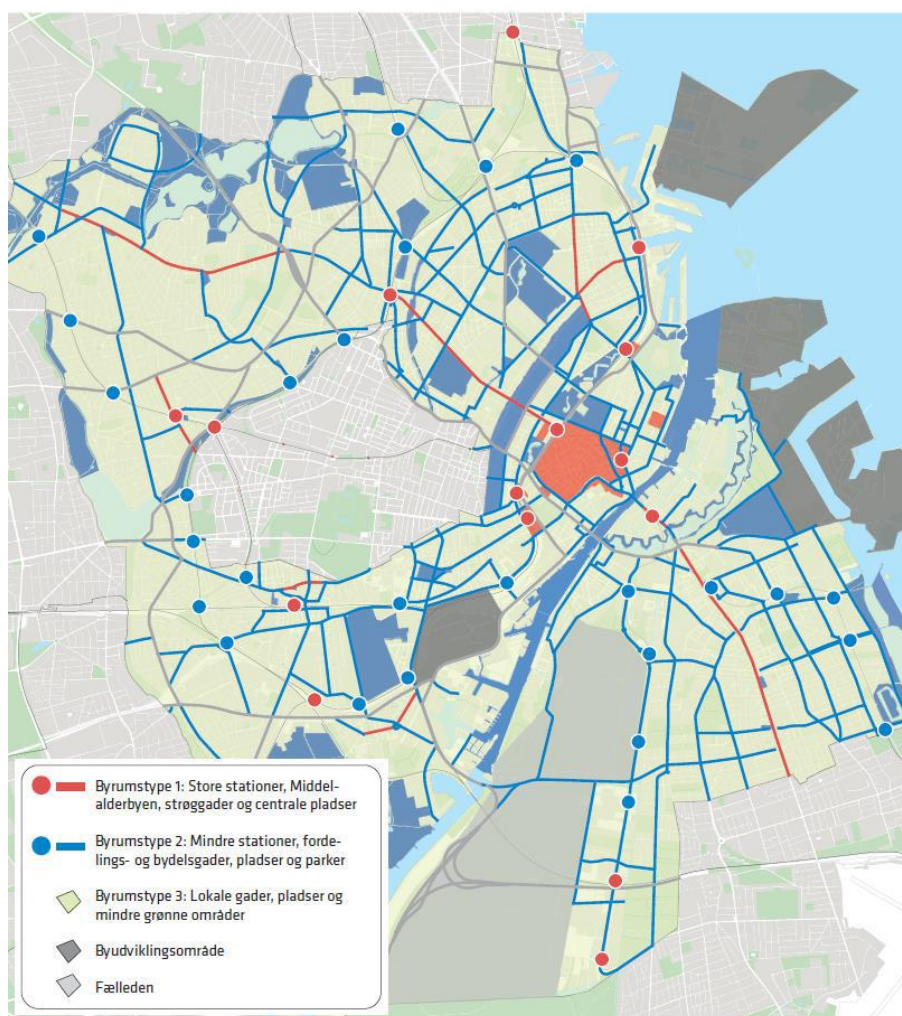 Byrumstype 1: Store stationer, Middel-
alderbyen, strøggader og centrale pladser
Byrumstype 2: Mindre stationer, forde-
lings- og bydelsgader, pladser og parker
Byrumstype 3: Lokale gader, pladser og
mindre grønne områder
Byudviklingsområde
Fælleden